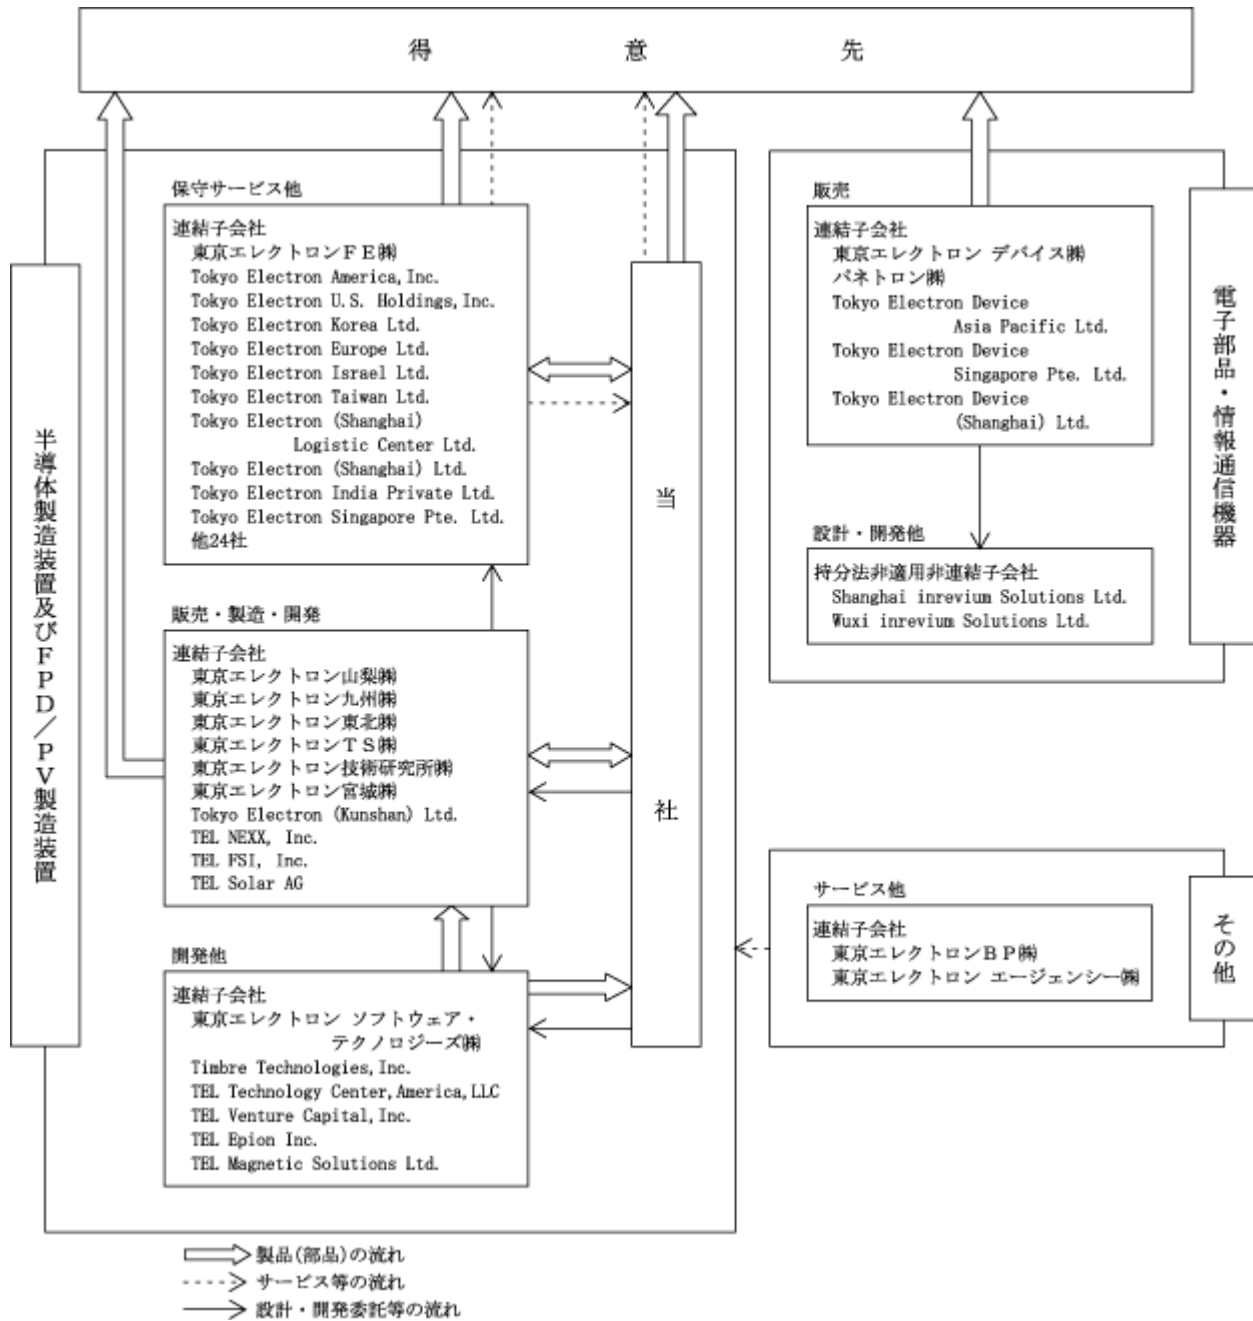 得意先
保守サービス他
連結子会社
東京エレクトロンFE㈱
Tokyo Electron America,Inc.
Tokyo Electron U.S. Holdings,Inc.
Tokyo Electron Korea Ltd.
Tokyo Electron Europe Ltd.
Tokyo Electron Israel Ltd.
Tokyo Electron Taiwan Ltd.
Tokyo Electron (Shanghai)
Logistic Center Ltd.
Tokyo Electron (Shanghai) Ltd.
Tokyo Electron India Private Ltd.
Tokyo Electron Singapore Pte. Ltd.
他24社
販売・製造・開発
連結子会社
東京エレクトロン山梨㈱
東京エレクトロン九州㈱
東京エレクトロン東北㈱
東京エレクトロンTS㈱
東京エレクトロン技術研究所㈱
東京エレクトロン宮城㈱
Tokyo Electron (Kunshan) Ltd.
TEL NEXX, Inc.
TEL FSI, Inc.
TEL Solar AG
開発他
連結子会社
東京エレクトロン ソフトウェア・
テクノロジーズ㈱
Timbre Technologies,Inc.
TEL Technology Center,America,LLC
TEL Venture Capital,Inc.
TEL Epion Inc.
TEL Magnetic Solutions Ltd.
半導体製造装置及びFPD/PV製造装置
当社
販売
連結子会社
東京エレクトロン デバイス㈱
パネトロン㈱
Tokyo Electron Device
Asia Pacific Ltd.
Tokyo Electron Device
Singapore Pte. Ltd.
Tokyo Electron Device
(Shanghai) Ltd.
設計・開発他
持分法非適用非連結子会社
Shanghai inrevium Solutions Ltd.
Wuxi inrevium Solutions Ltd.
電子部品・情報通信機器
サービス他
連結子会社
東京エレクトロンBP㈱
東京エレクトロン エージェンシー㈱
その他
製品(部品)の流れ
サービス等の流れ
設計・開発委託等の流れ